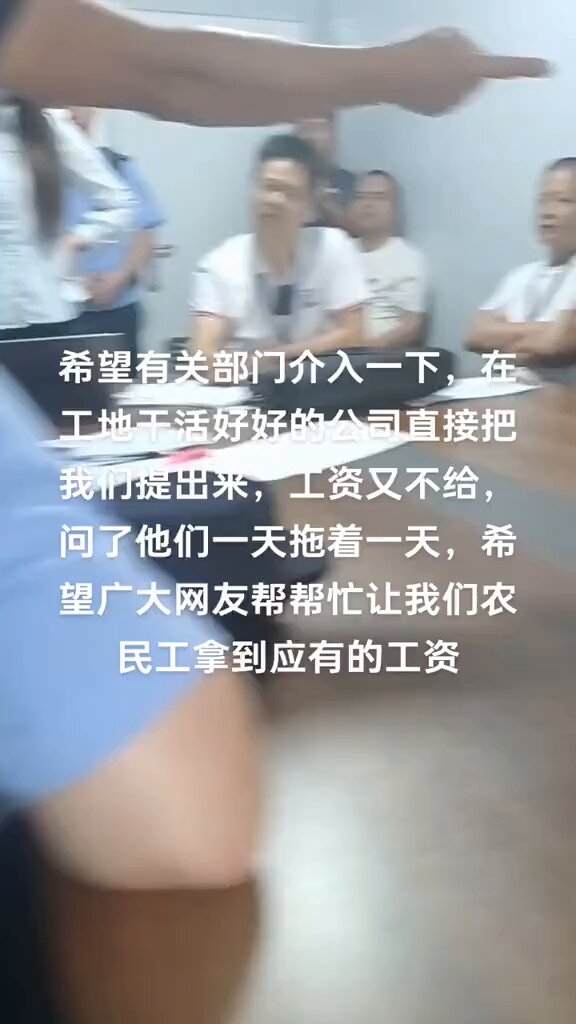 希望有关部门介入一下，在
工地干活好好的公司直接把
我们提出来，工资又不给，
问了他们一天拖着一天，希
望广大网友帮帮忙让我们农
民工拿到应有的工资